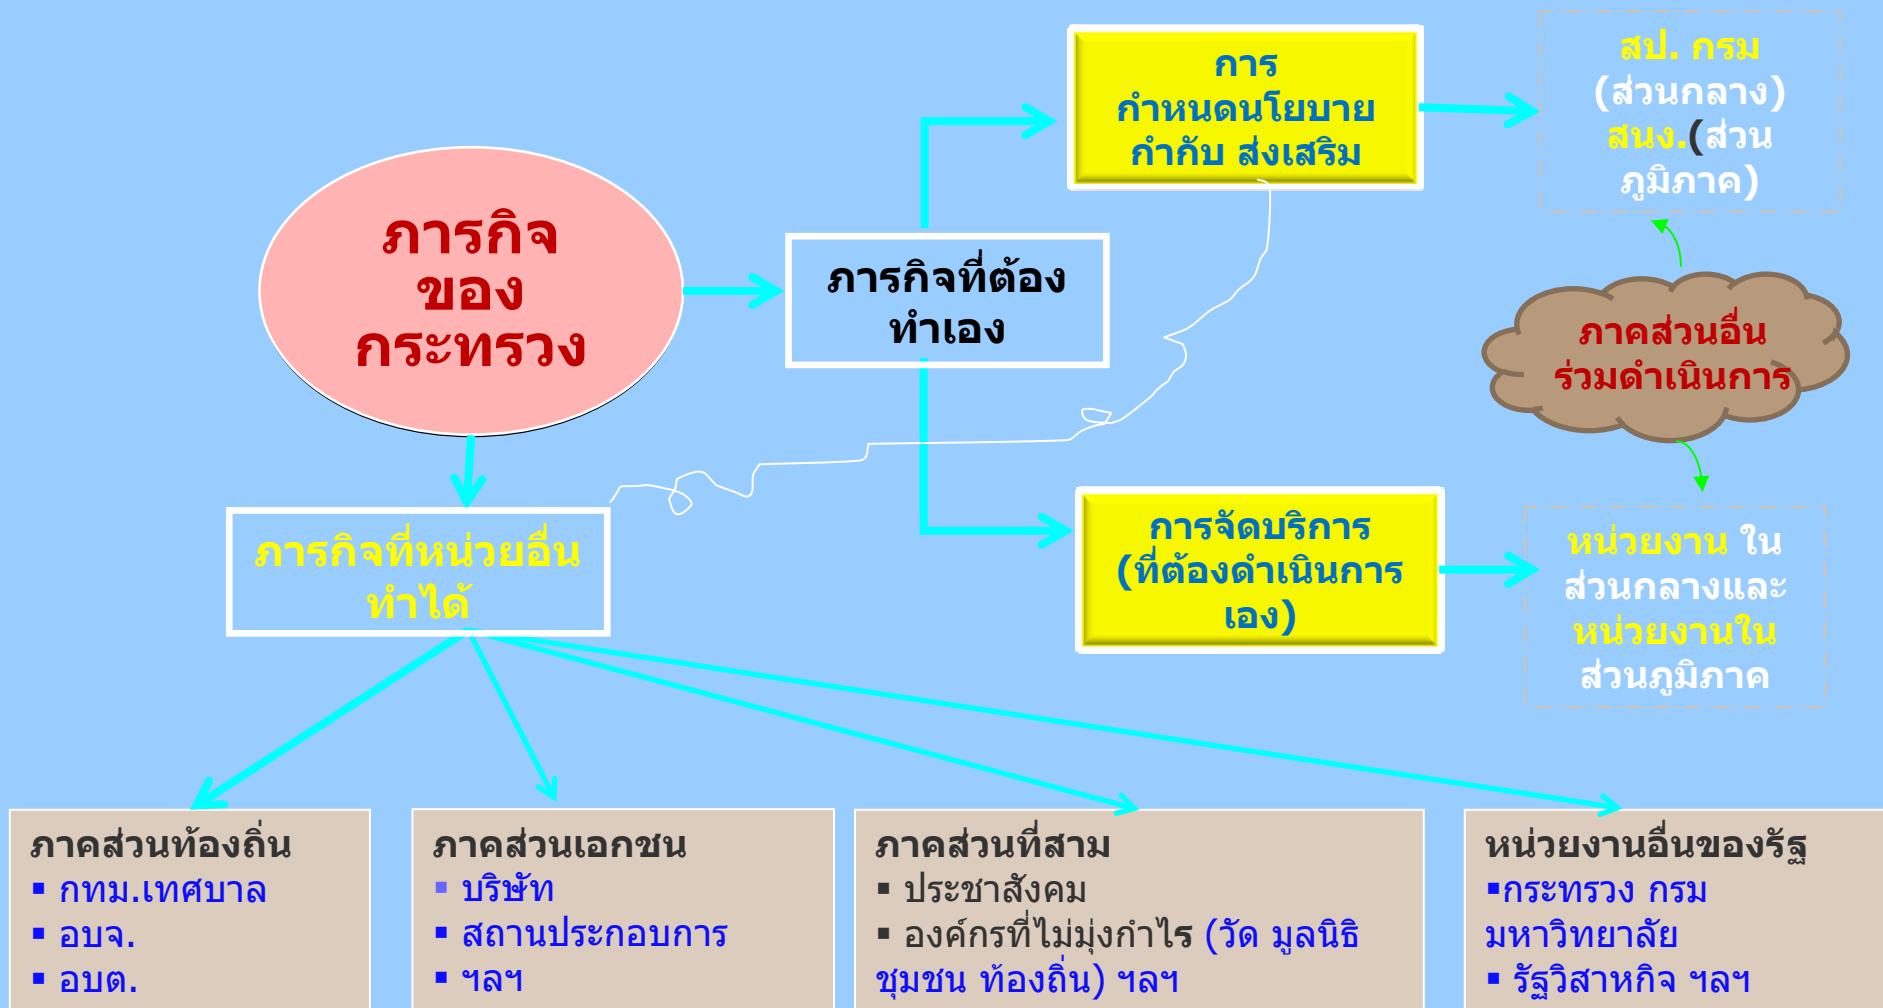 ภารกิจ
ของ
กระทรวง
ภารกิจที่ต้อง
ทำเอง
การ
กำหนดนโยบาย
กำกับ ส่งเสริม
สป. กรม
(ส่วนกลาง)
สนง.(ส่วน
ภูมิภาค)
ภาคส่วนอื่น
ร่วมดำเนินการ
การจัดบริการ
(ที่ต้องดำเนินการ
เอง)
หน่วยงาน ใน
ส่วนกลางและ
หน่วยงานใน
ส่วนภูมิภาค
ภารกิจที่หน่วยอื่น
ทำได้
ภาคส่วนท้องถิ่น
▪ กทม.เทศบาล
▪ อบจ.
▪ อบต.
ภาคส่วนเอกชน
▪ บริษัท
▪ สถานประกอบการ
▪ ฯลฯ
ภาคส่วนที่สาม
▪ ประชาสังคม
▪ องค์กรที่ไม่มุ่งกำไร (วัด มูลนิธิ
ชุมชน ท้องถิ่น) ฯลฯ
หน่วยงานอื่นของรัฐ
▪กระทรวง กรม
มหาวิทยาลัย
▪ รัฐวิสาหกิจ ฯลฯ